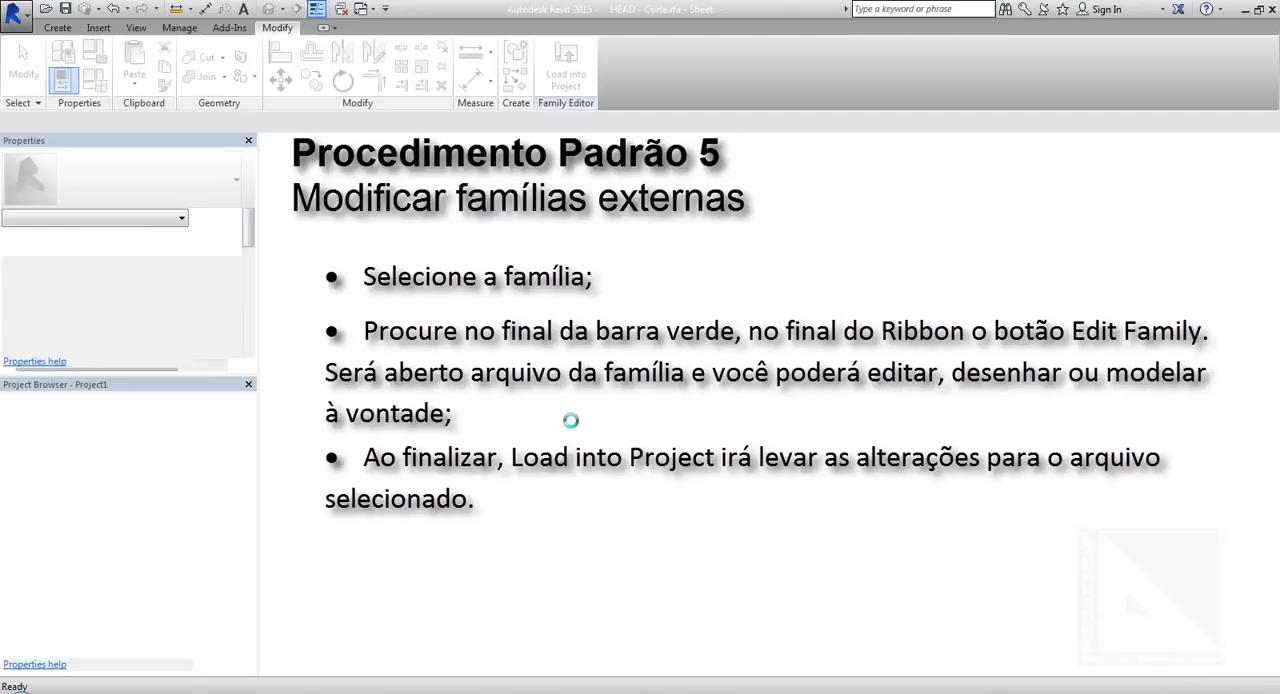 Autodesk Revit 2015 - HEAD - Corte.rfa - Sheet:
Type a keyword or phrase
Sign In
Create Insert View Manage Add-Ins Modify
Modify
Paste
Cut
Join
Load into
Project
Select Properties Clipboard Geometry Modify Measure Create Family Editor
Properties
Properties help
Project Browser - Project1
Properties help
Ready
Procedimento Padrão 5
Modificar famílias externas
• Selecione a família;
• Procure no final da barra verde, no final do Ribbon o botão Edit Family.
Será aberto arquivo da família e você poderá editar, desenhar ou modelar
à vontade;
• Ao finalizar, Load into Project irá levar as alterações para o arquivo
selecionado.